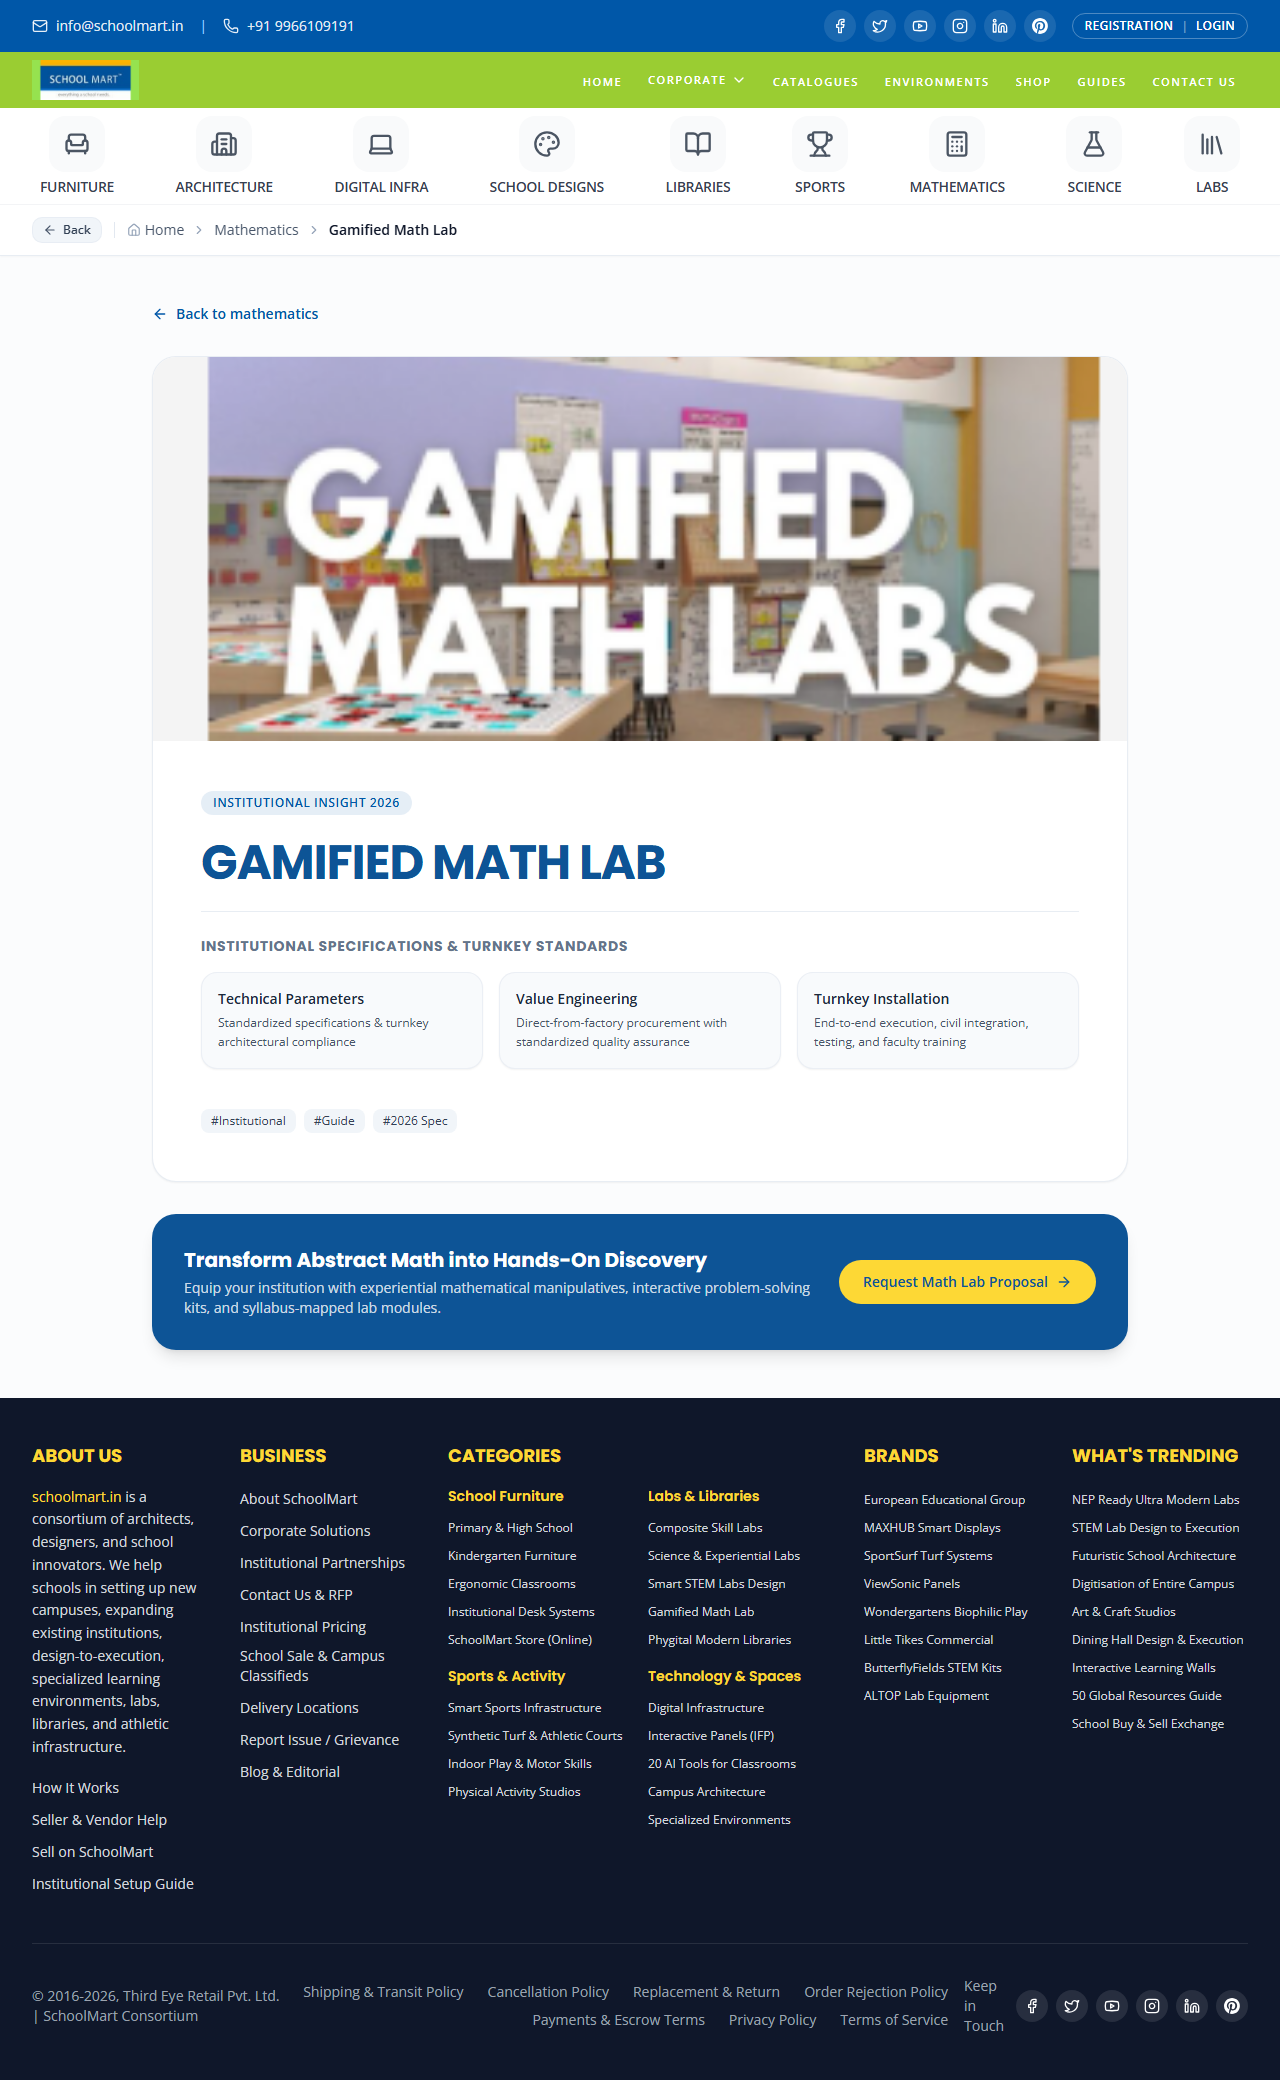 info@schoolmart.in | +91 9966109191 REGISTRATION | LOGIN
SCHOOL MART
HOME CORPORATE CATALOGUES ENVIRONMENTS SHOP GUIDES CONTACT US
FURNITURE ARCHITECTURE DIGITAL INFRA SCHOOL DESIGNS LIBRARIES SPORTS MATHEMATICS SCIENCE LABS
Back Home Mathematics Gamified Math Lab
Back to mathematics
GAMIFIED
MATH LABS
INSTITUTIONAL INSIGHT 2026
GAMIFIED MATH LAB
INSTITUTIONAL SPECIFICATIONS & TURNKEY STANDARDS
Technical Parameters
Standardized specifications & turnkey
architectural compliance
Value Engineering
Direct-from-factory procurement with
standardized quality assurance
Turnkey Installation
End-to-end execution, civil integration,
testing, and faculty training
#Institutional #Guide #2026 Spec
Transform Abstract Math into Hands-On Discovery
Equip your institution with experiential mathematical manipulatives, interactive problem-solving
kits, and syllabus-mapped lab modules.
Request Math Lab Proposal
ABOUT US
schoolmart.in is a
consortium of architects,
designers, and school
innovators. We help
schools in setting up new
campuses, expanding
existing institutions,
design-to-execution,
specialized learning
environments, labs,
libraries, and athletic
infrastructure.
How It Works
Seller & Vendor Help
Sell on SchoolMart
Institutional Setup Guide
BUSINESS
About SchoolMart
Corporate Solutions
Institutional Partnerships
Contact Us & RFP
Institutional Pricing
School Sale & Campus
Classifieds
Delivery Locations
Report Issue / Grievance
Blog & Editorial
CATEGORIES
School Furniture
Primary & High School
Kindergarten Furniture
Ergonomic Classrooms
Institutional Desk Systems
SchoolMart Store (Online)
Sports & Activity
Smart Sports Infrastructure
Synthetic Turf & Athletic Courts
Indoor Play & Motor Skills
Physical Activity Studios
Labs & Libraries
Composite Skill Labs
Science & Experiential Labs
Smart STEM Labs Design
Gamified Math Lab
Phygital Modern Libraries
Technology & Spaces
Digital Infrastructure
Interactive Panels (IFP)
20 AI Tools for Classrooms
Campus Architecture
Specialized Environments
BRANDS
European Educational Group
MAXHUB Smart Displays
SportSurf Turf Systems
ViewSonic Panels
Wondergartens Biophilic Play
Little Tikes Commercial
ButterflyFields STEM Kits
ALTOP Lab Equipment
WHAT'S TRENDING
NEP Ready Ultra Modern Labs
STEM Lab Design to Execution
Futuristic School Architecture
Digitisation of Entire Campus
Art & Craft Studios
Dining Hall Design & Execution
Interactive Learning Walls
50 Global Resources Guide
School Buy & Sell Exchange
© 2016-2026, Third Eye Retail Pvt. Ltd.
| SchoolMart Consortium
Shipping & Transit Policy Cancellation Policy Replacement & Return Order Rejection Policy
Payments & Escrow Terms Privacy Policy Terms of Service
Keep
in
Touch